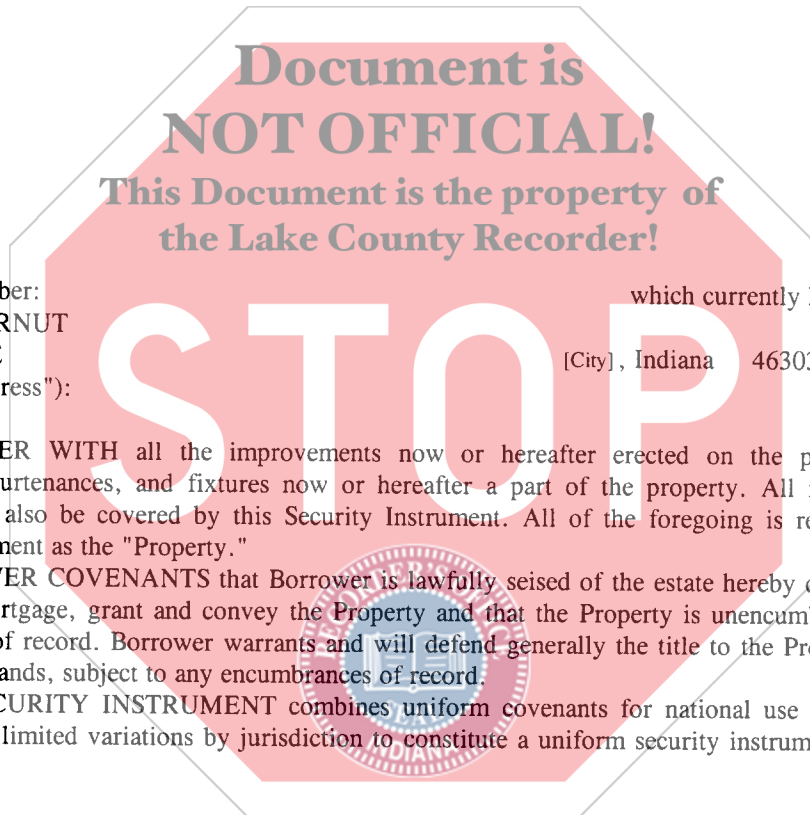 Document is
NOT OFFICIAL!
This Document is the property of
the Lake County Recorder!
ber: which currently
RNUT
[City], Indiana 46303
ress"):
STOP
ER WITH all the improvements now or hereafter erected on the p
urtenances, and fixtures now or hereafter a part of the property. All
also be covered by this Security Instrument. All of the foregoing is re
ment as the "Property."
VER COVENANTS that Borrower is lawfully seised of the estate hereby
rtgage, grant and convey the Property and that the Property is unencum
of record. Borrower warrants and will defend generally the title to the Pro
ands, subject to any encumbrances of record.
CURITY INSTRUMENT combines uniform covenants for national use
limited variations by jurisdiction to constitute a uniform security instrum
SEAL
INDIANA